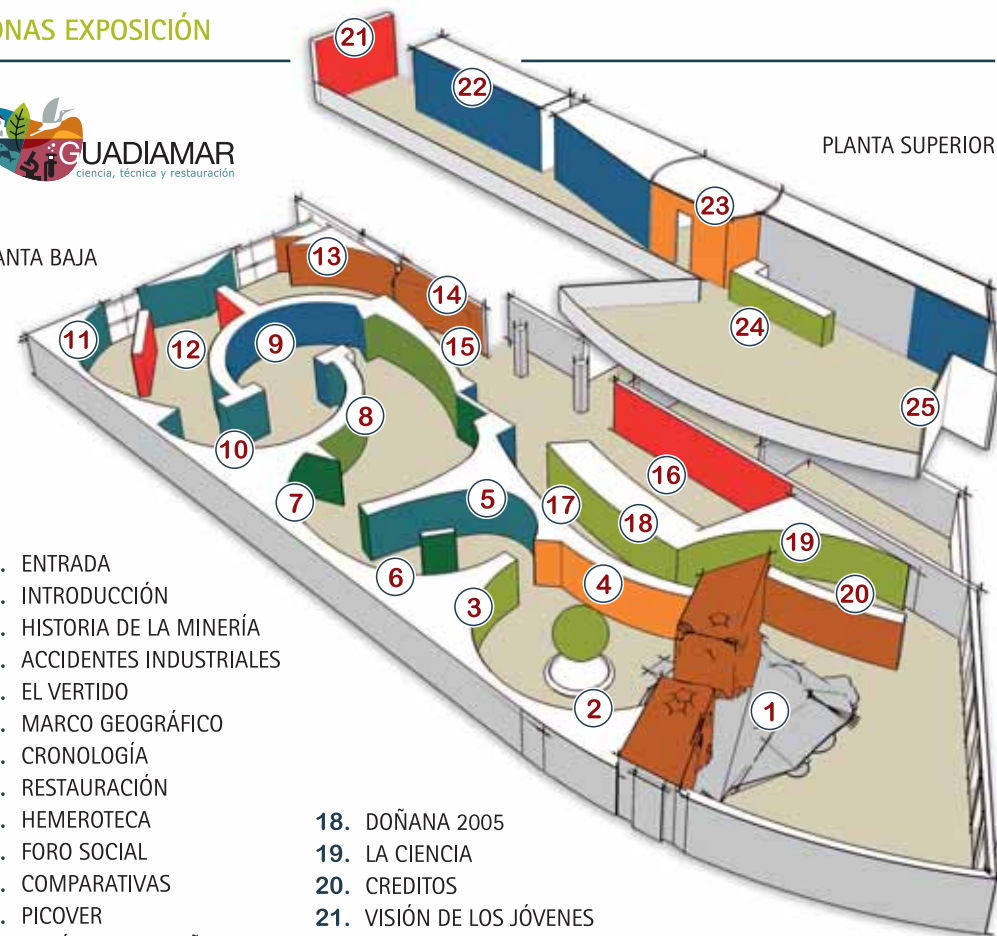 ONAS EXPOSICIÓN
GUADIAMAR
ciencia, técnica y restauración
PLANTA SUPERIOR
ANTA BAJA
21
22
23
24
25
13
14
15
11
12
9
8
10
7
5
6
16
17
18
19
20
4
3
2
1
. ENTRADA
. INTRODUCCIÓN
. HISTORIA DE LA MINERÍA
. ACCIDENTES INDUSTRIALES
. EL VERTIDO
. MARCO GEOGRÁFICO
. CRONOLOGÍA
. RESTAURACIÓN
. HEMEROTECA
. FORO SOCIAL
. COMPARATIVAS
. PICOVER
18. DOÑANA 2005
19. LA CIENCIA
20. CREDITOS
21. VISIÓN DE LOS JÓVENES